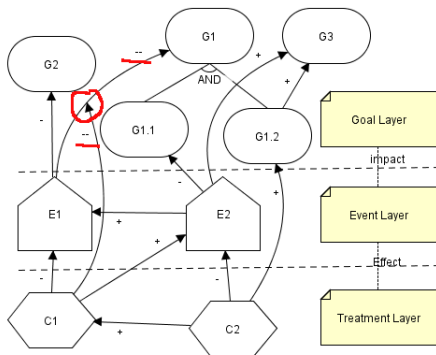 G1
G3
G2
--
+
AND
+
G1.1
G1.2
Goal Layer
-
--
impact
-
+
E1
+
E2
Event Layer
+
-
-
Effect
C1
+
C2
Treatment Layer